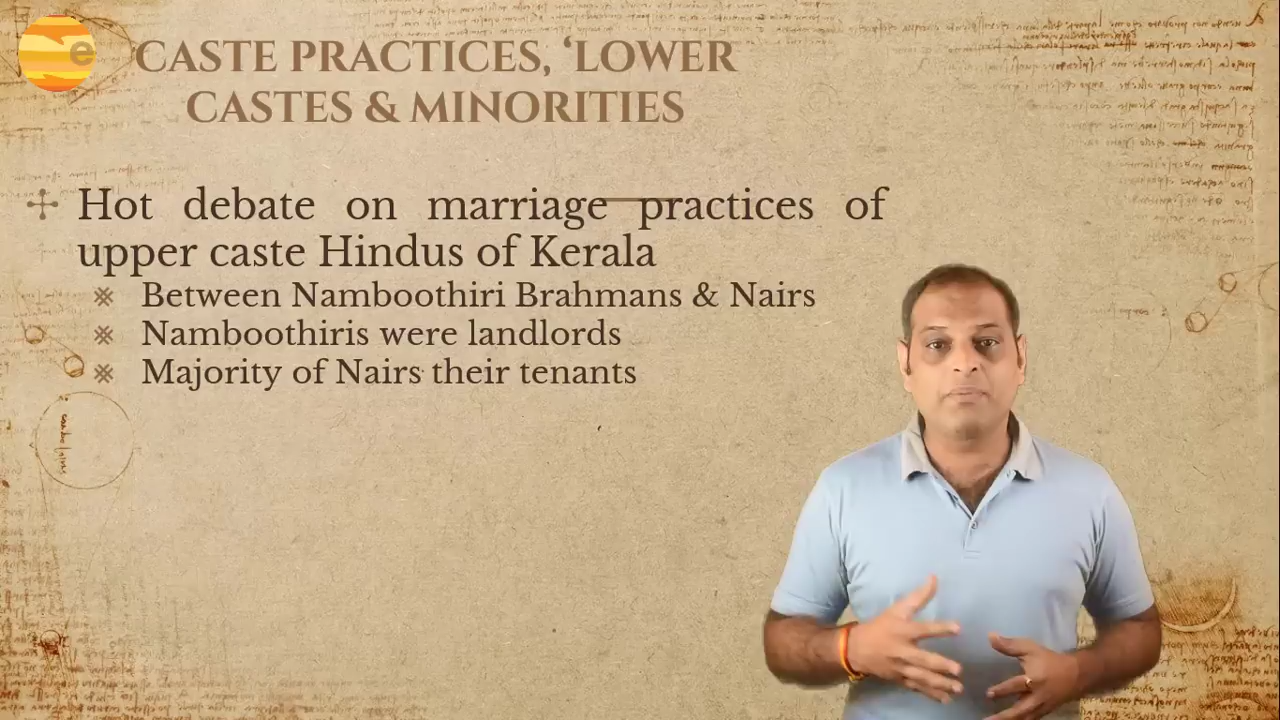 e
CASTE PRACTICES, ‘LOWER
CASTES & MINORITIES
Hot debate on marriage practices of
upper caste Hindus of Kerala
Between Namboothiri Brahmans & Nairs
Namboothiris were landlords
Majority of Nairs their tenants